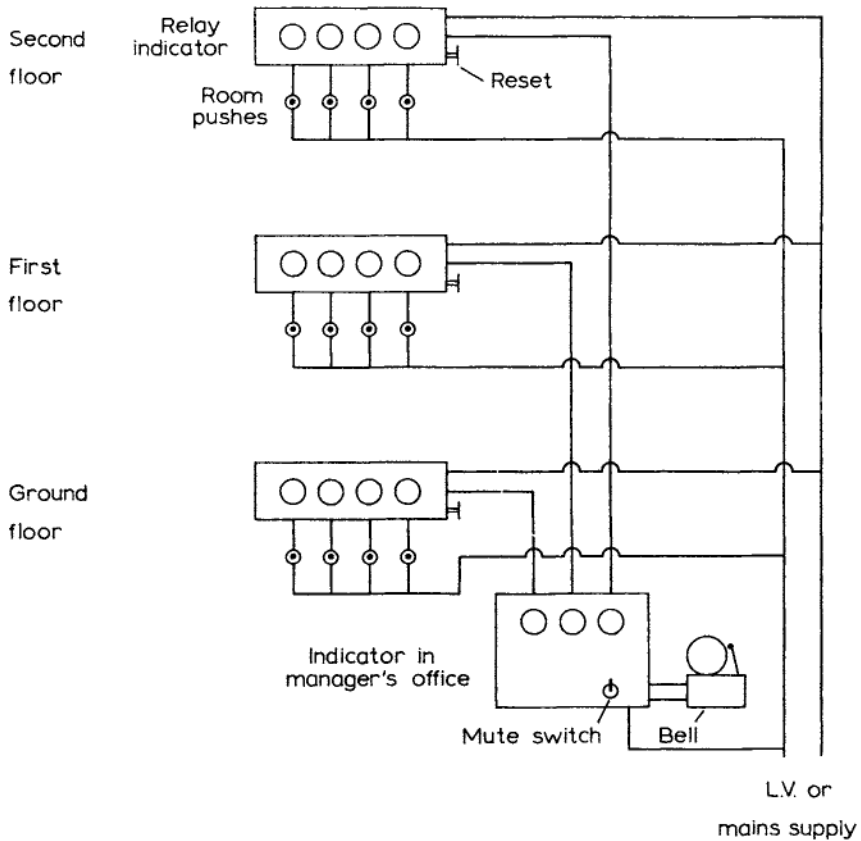 Second
floor
Relay
indicator
Reset
Room
pushes
First
floor
Ground
floor
Indicator in
manager's office
Mute switch
Bell
L.V. or
mains supply